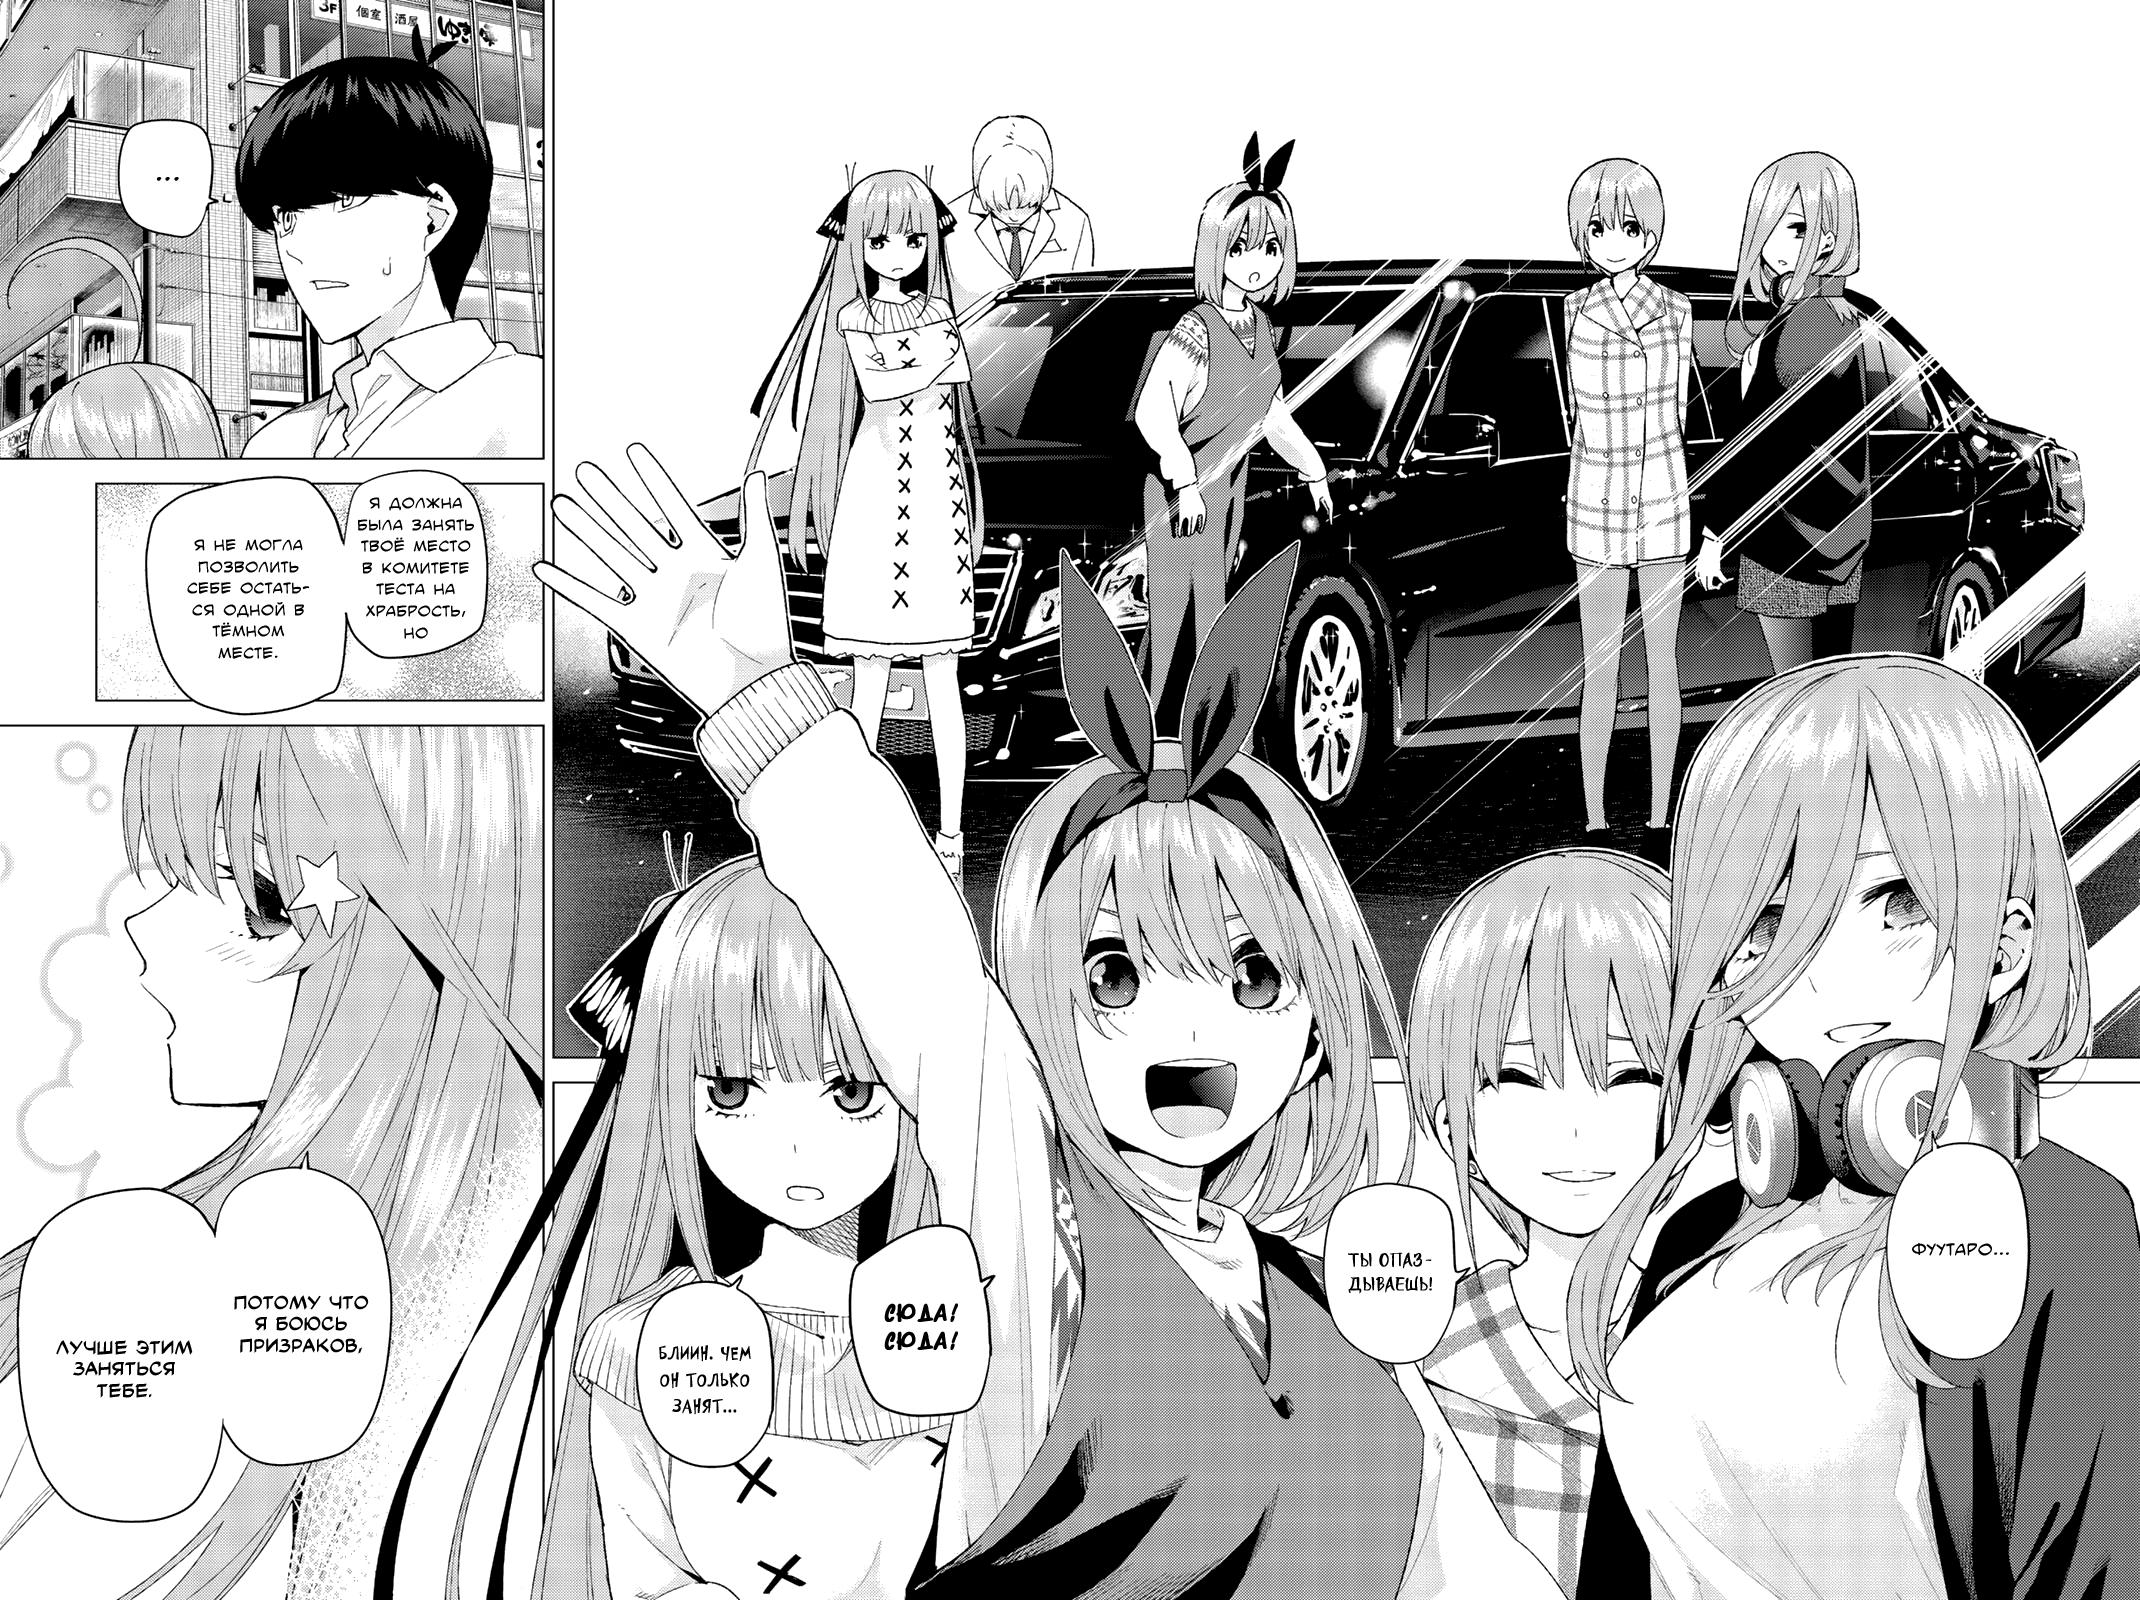 ФУУТАРО...
ТЫ ОПАЗ-
ДЫВАЕШЬ!
СЮДА!
СЮДА!
БЛИИН. ЧЕМ
ОН ТОЛЬКО
ЗАНЯТ...
3F
個室
酒屋
...
Я ДОЛЖНА
БЫЛА ЗАНЯТЬ
ТВОЁ МЕСТО
В КОМИТЕТЕ
ТЕСТА НА
ХРАБРОСТЬ,
НО
Я НЕ МОГЛА
ПОЗВОЛИТЬ
СЕБЕ ОСТАТЬ-
СЯ ОДНОЙ В
ТЁМНОМ
МЕСТЕ.
ПОТОМУ ЧТО
Я БОЮСЬ
ПРИЗРАКОВ,
ЛУЧШЕ ЭТИМ
ЗАНЯТЬСЯ
ТЕБЕ.